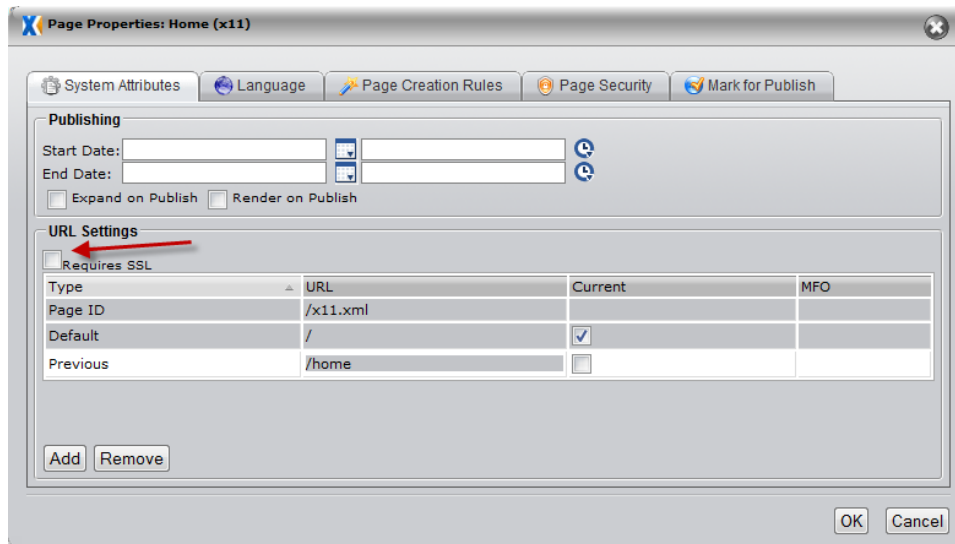 Page Properties: Home (x11)
System Attributes Language Page Creation Rules Page Security Mark for Publish
Publishing
Start Date:
End Date:
Expand on Publish Render on Publish
URL Settings
Requires SSL
Type URL Current MFO
Page ID /x11.xml
Default /
Previous /home
Add Remove
OK Cancel